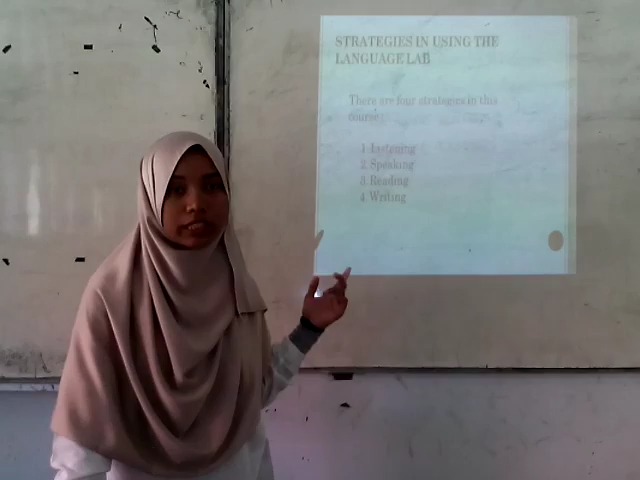 STRATEGIES IN USING THE
LANGUAGE LAB
There are four strategies in this
course:
1 Listening
2 Speaking
3 Reading
4 Writing